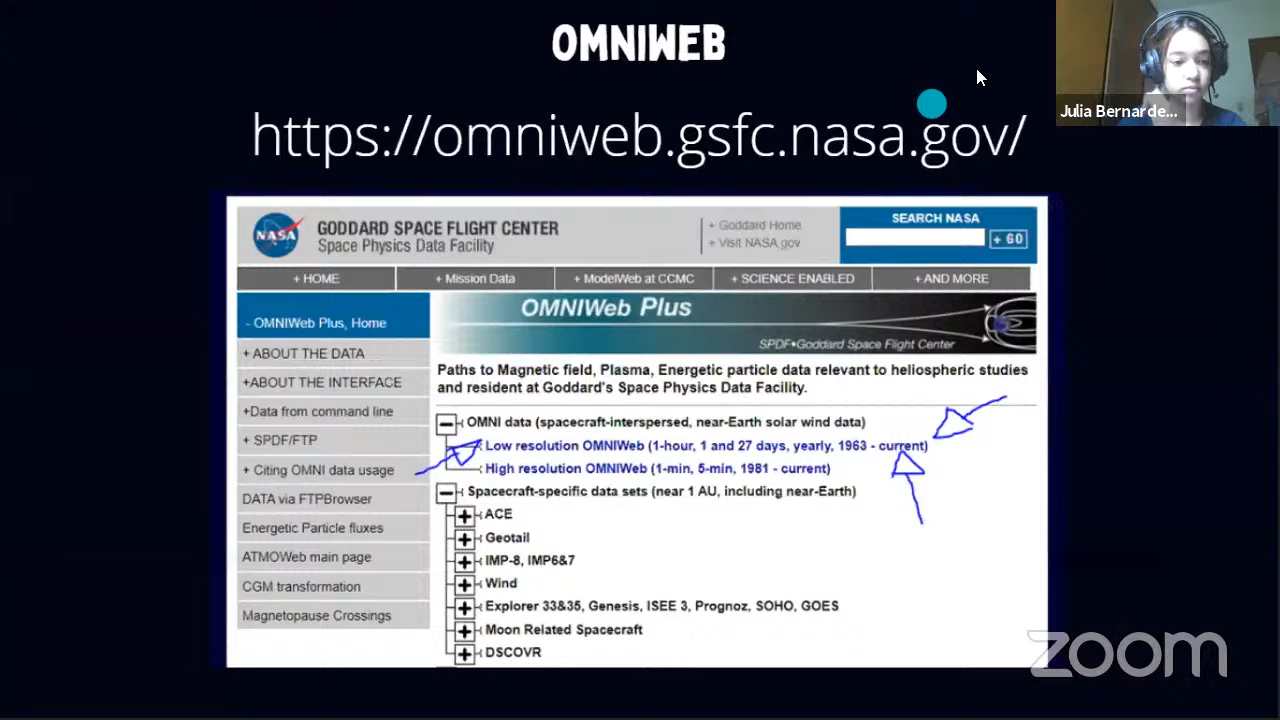 OMNIWEB
https://omniweb.gsfc.nasa.gov/
Julia Bernarde...
NASA
GODDARD SPACE FLIGHT CENTER
Space Physics Data Facility
+ Goddard Home
+ Visit NASA.gov
SEARCH NASA
+ GO
+ HOME
+ Mission Data
+ ModelWeb at CCMC
+ SCIENCE ENABLED
+ AND MORE
- OMNIWeb Plus, Home
+ ABOUT THE DATA
+ABOUT THE INTERFACE
+Data from command line
+ SPDF/FTP
+ Citing OMNI data usage
DATA via FTPBrowser
Energetic Particle fluxes
ATMOWeb main page
CGM transformation
Magnetopause Crossings
OMNIWeb Plus
SPDF•Goddard Space Flight Center
Paths to Magnetic field, Plasma, Energetic particle data relevant to heliospheric studies
and resident at Goddard's Space Physics Data Facility.
OMNI data (spacecraft-interspersed, near-Earth solar wind data)
Low resolution OMNIWeb (1-hour, 1 and 27 days, yearly, 1963 - current)
High resolution OMNIWeb (1-min, 5-min, 1981 - current)
Spacecraft-specific data sets (near 1 AU, including near-Earth)
ACE
Geotail
IMP-8, IMP6&7
Wind
Explorer 33&35, Genesis, ISEE 3, Prognoz, SOHO, GOES
Moon Related Spacecraft
DSCOVR
zoom